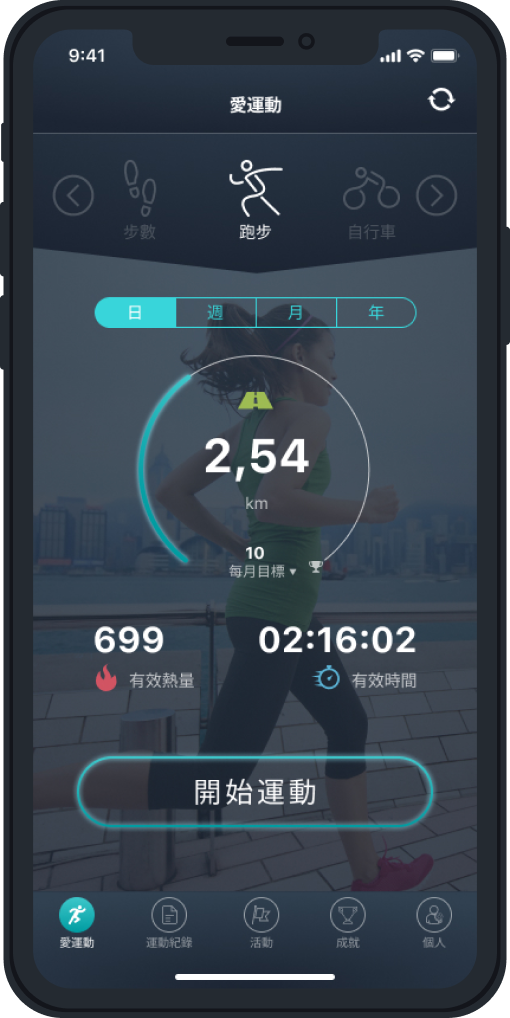 9:41
愛運動
步數
跑步
自行車
日 週 月 年
2,54
km
10
每月目標
699 02:16:02
有效熱量 有效時間
開始運動
愛運動 運動紀錄 活動 成就 個人